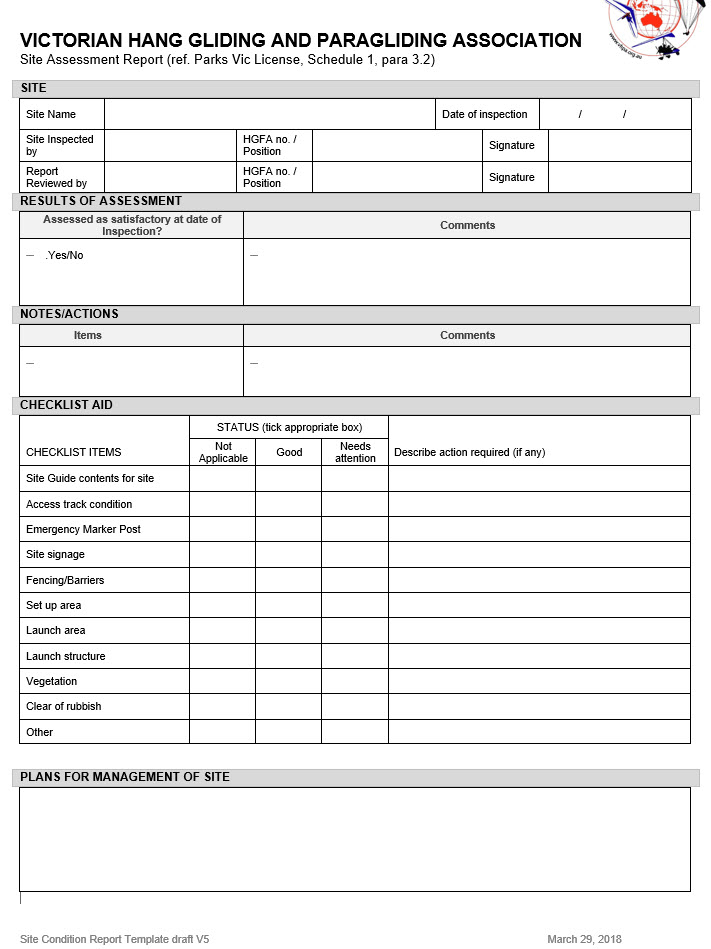 www.vhpa.org.au
VICTORIAN HANG GLIDING AND PARAGLIDING ASSOCIATION
Site Assessment Report (ref. Parks Vic License, Schedule 1, para 3.2)
SITE
Site Name
Date of inspection / /
Site Inspected
by
HGFA no. /
Position
Signature
Report
Reviewed by
HGFA no. /
Position
Signature
RESULTS OF ASSESSMENT
Assessed as satisfactory at date of
Inspection?
Comments
– .Yes/No
–
NOTES/ACTIONS
Items
Comments
–
–
CHECKLIST AID
CHECKLIST ITEMS
STATUS (tick appropriate box)
Not
Applicable
Good
Needs
attention
Describe action required (if any)
Site Guide contents for site
Access track condition
Emergency Marker Post
Site signage
Fencing/Barriers
Set up area
Launch area
Launch structure
Vegetation
Clear of rubbish
Other
PLANS FOR MANAGEMENT OF SITE
Site Condition Report Template draft V5
March 29, 2018